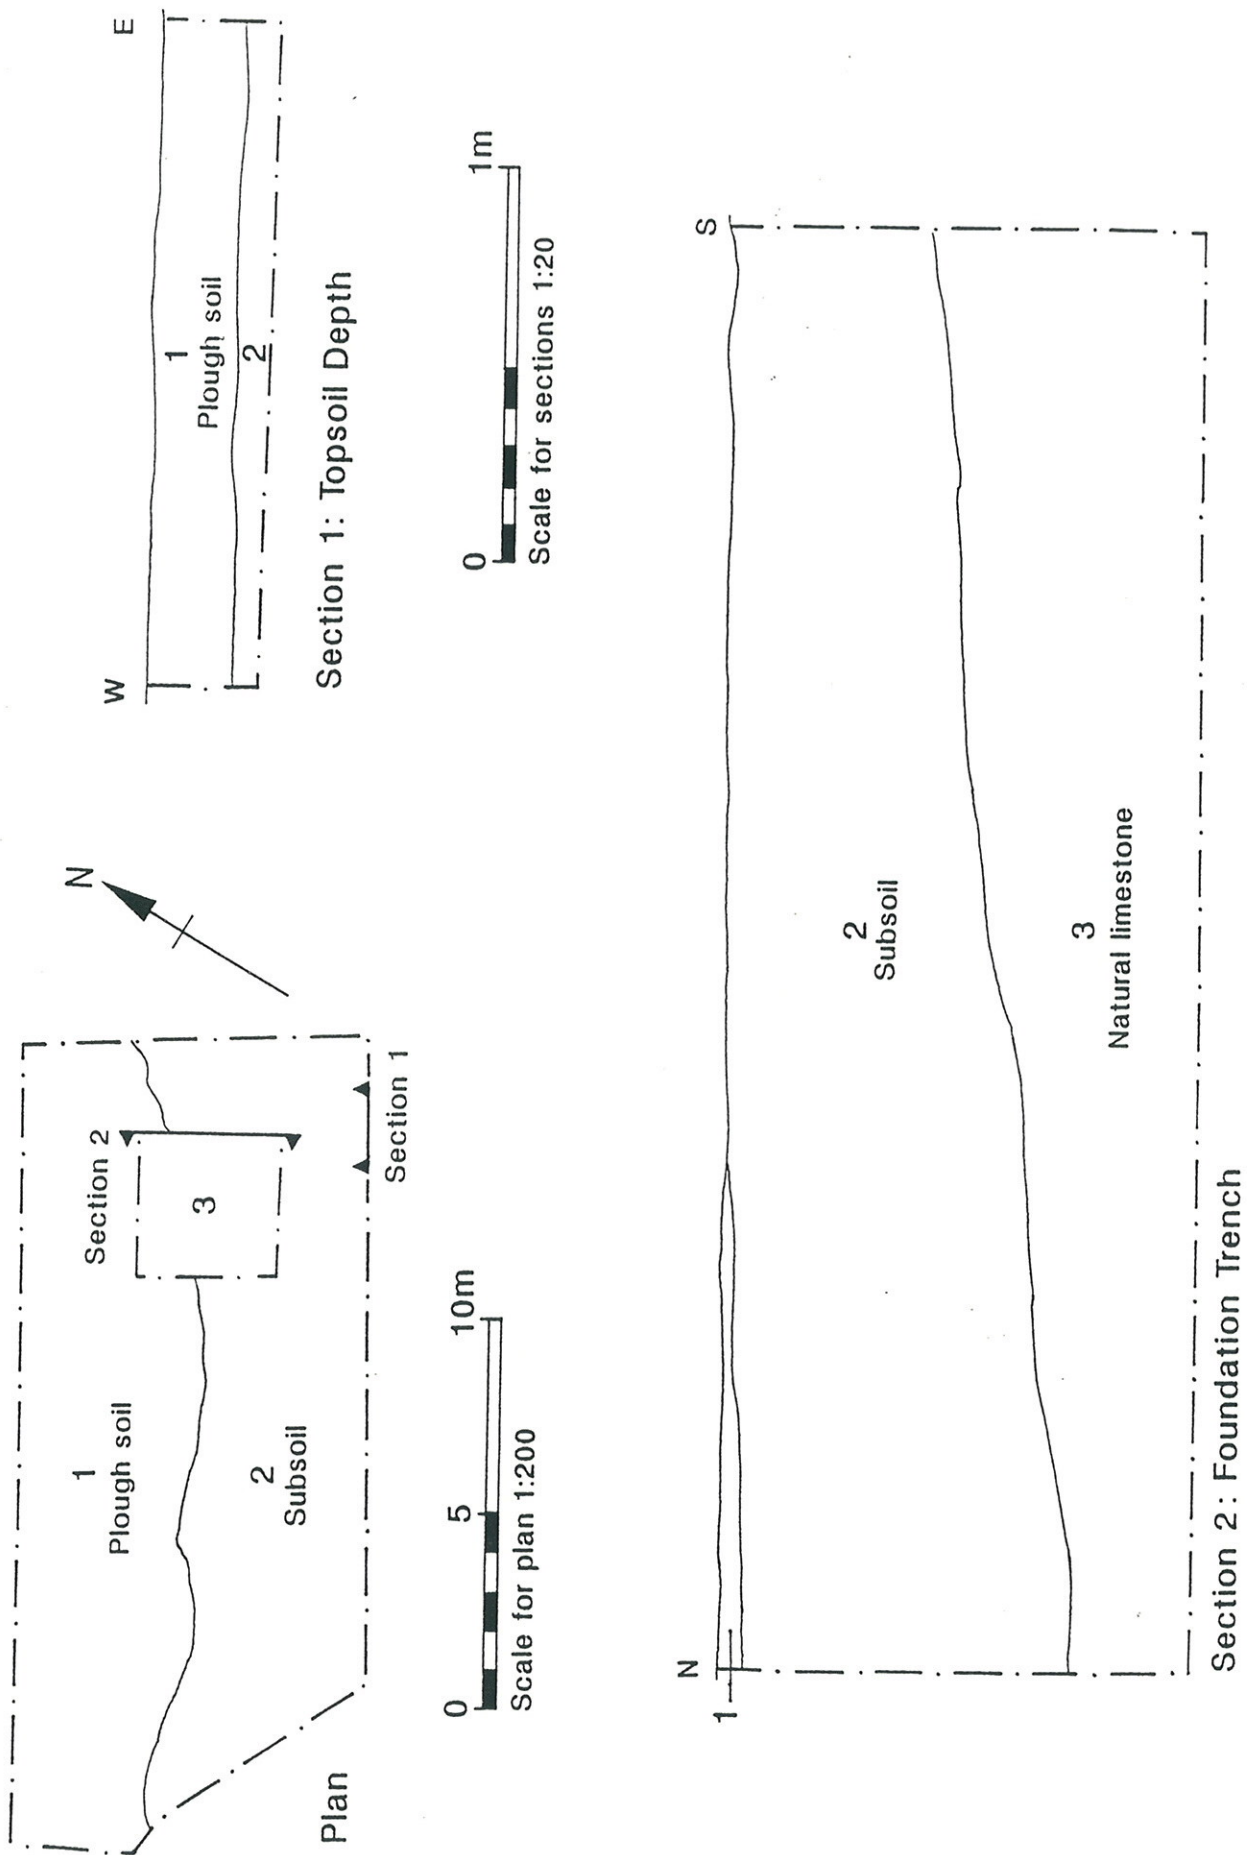 N
1
Plough soil
2
Subsoil
3
Section 2
Section 1
0
5
10m
Scale for plan 1:200
Plan
W
E
1
Plough soil
2
Section 1: Topsoil Depth
0
1m
Scale for sections 1:20
N
S
1
2
Subsoil
3
Natural limestone
Section 2: Foundation Trench